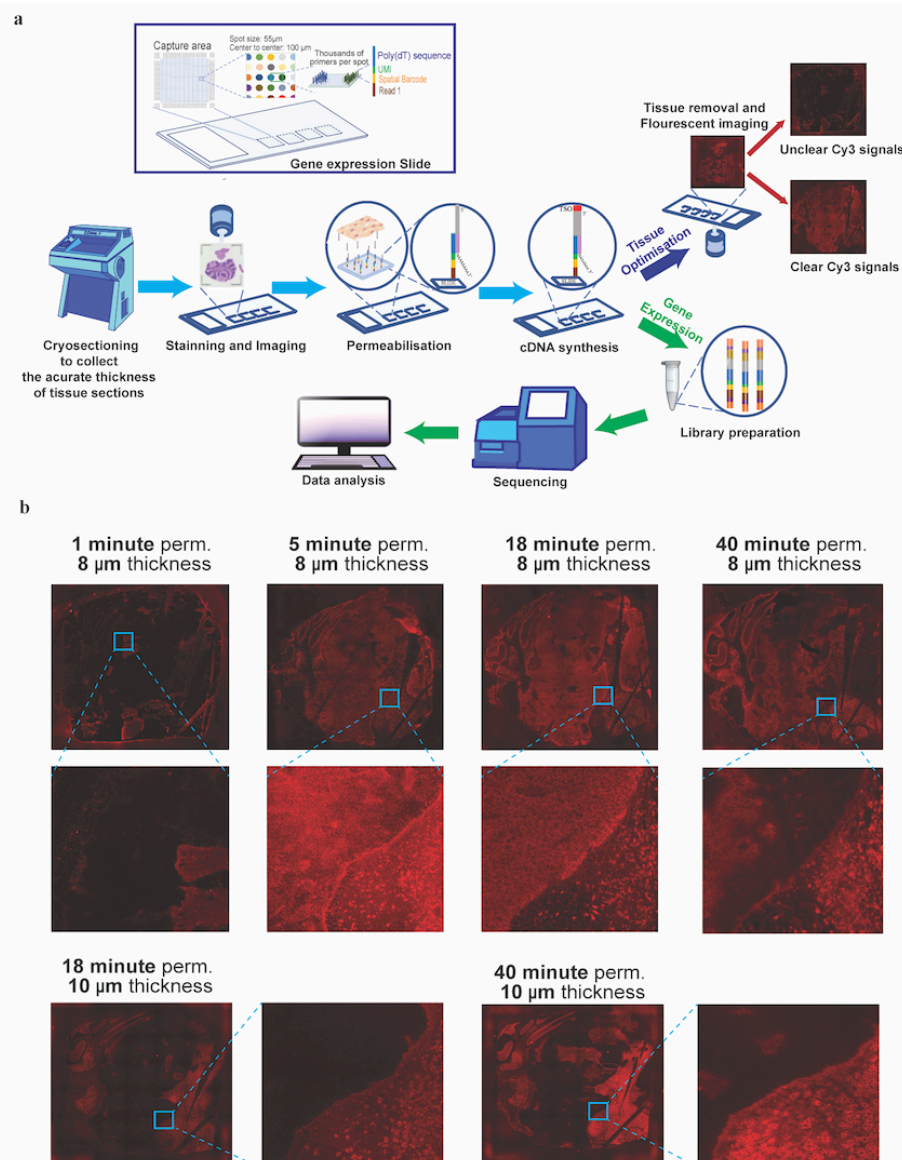 a
Capture area
Spot size: 55µm
Center to center: 100 µm
Thousands of
primers per spot
Poly(dT) sequence
UMI
Spatial Barcode
Read 1
Gene expression Slide
Tissue removal and
Flourescent imaging
Unclear Cy3 signals
Clear Cy3 signals
TSO
Tissue
Optimisation
Gene
Expression
Cryosectioning
to collect
the acurate thickness
of tissue sections
Stainning and Imaging
Permeabilisation
cDNA synthesis
Library preparation
Sequencing
Data analysis
b
1 minute perm.
8 µm thickness
5 minute perm.
8 µm thickness
18 minute perm.
8 µm thickness
40 minute perm.
8 µm thickness
18 minute perm.
10 µm thickness
40 minute perm.
10 µm thickness